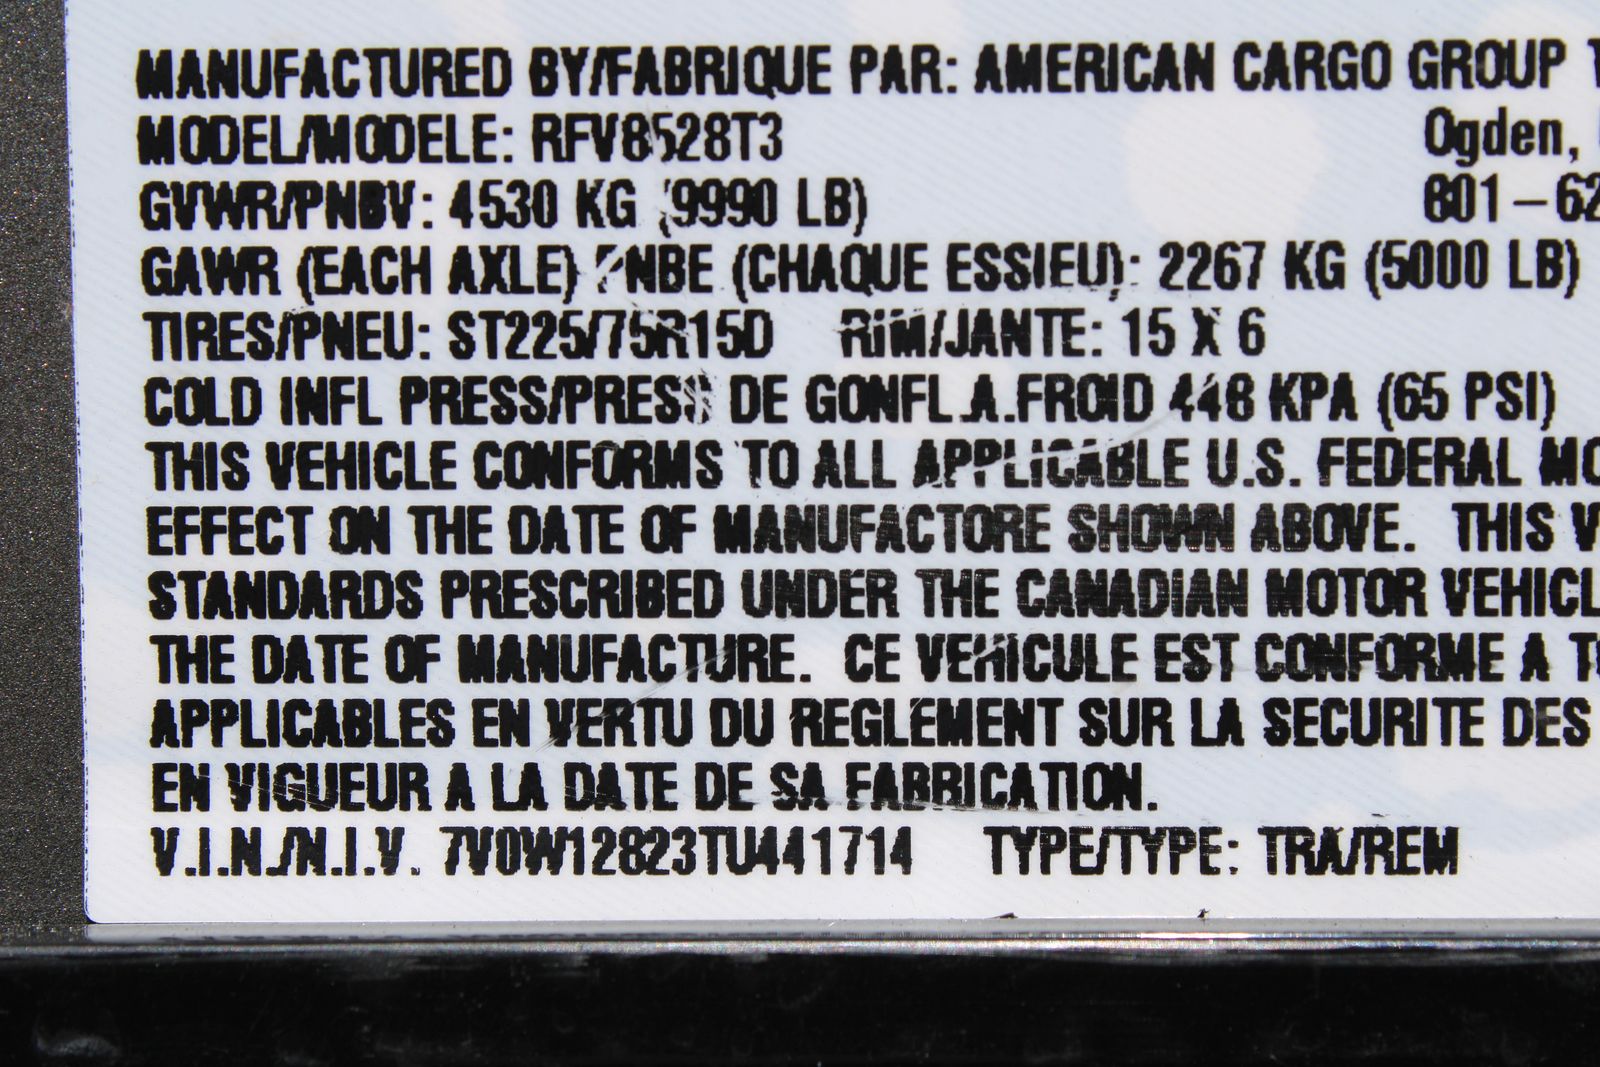 MANUFACTURED BY/FABRIQUE PAR: AMERICAN CARGO GROUP
MODEL/MODELE: RFV8528T3 Ogden,
GVWR/PNBV: 4530 KG (9990 LB) 801-62
GAWR (EACH AXLE) PNBE (CHAQUE ESSIEU): 2267 KG (5000 LB)
TIRES/PNEU: ST225/75R15D RIM/JANTE: 15 X 6
COLD INFL PRESS/PRESS DE GONFL.A.FROID 448 KPA (65 PSI)
THIS VEHICLE CONFORMS TO ALL APPLICABLE U.S. FEDERAL MO
EFFECT ON THE DATE OF MANUFACTORE SHOWN ABOVE. THIS V
STANDARDS PRESCRIBED UNDER THE CANADIAN MOTOR VEHICL
THE DATE OF MANUFACTURE. CE VEHICULE EST CONFORME A T
APPLICABLES EN VERTU DU REGLEMENT SUR LA SECURITE DES
EN VIGUEUR A LA DATE DE SA FABRICATION.
V.I.N./N.I.V. 7V0W12823TU441714 TYPE/TYPE: TRA/REM